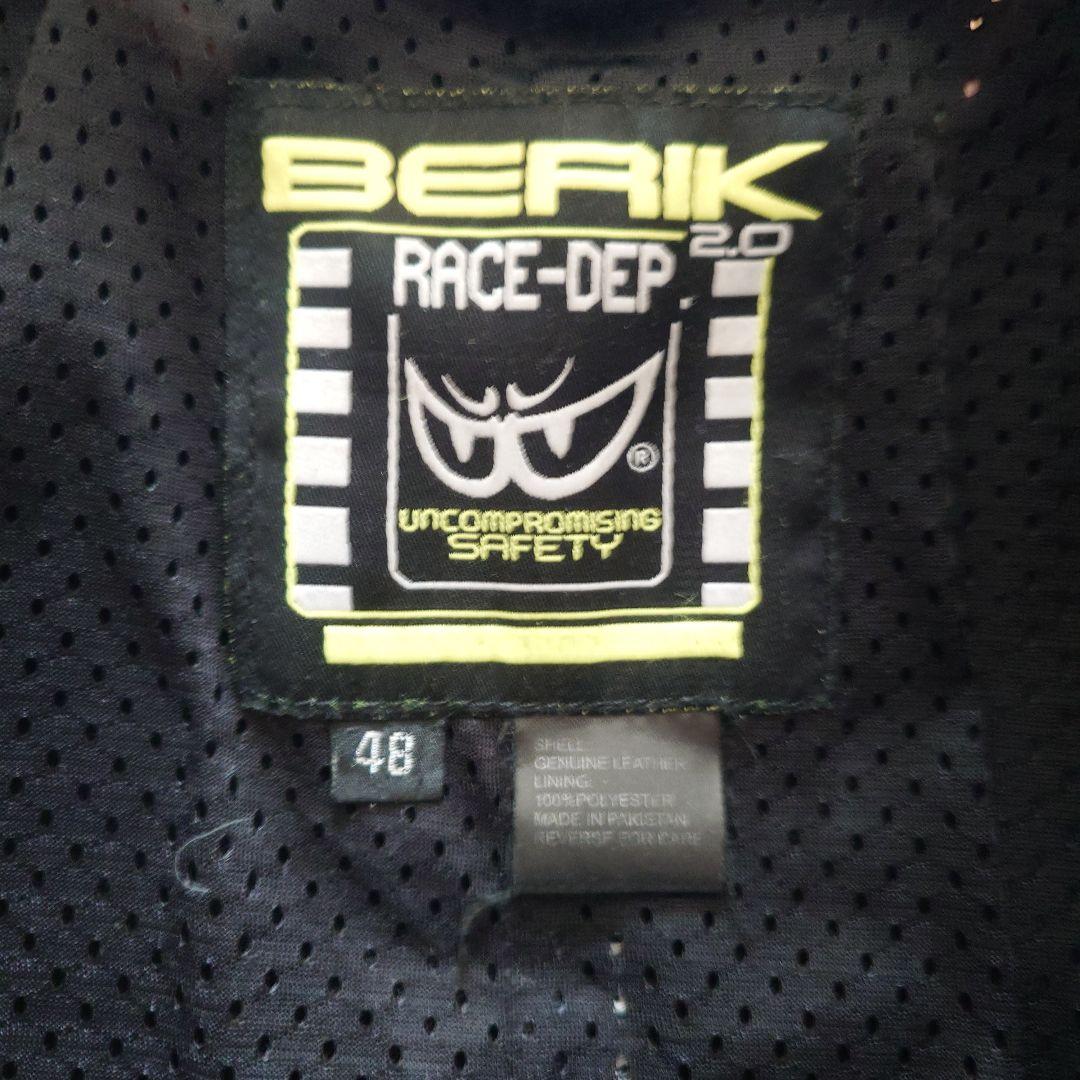 BERIK
2.0
RACE-DEP.
®
UNCOMPROMISING
SAFETY
48
SHELL:
GENUINE LEATHER
LINING:
100%POLYESTER
MADE IN PAKISTAN
REVERSE FOR CARE